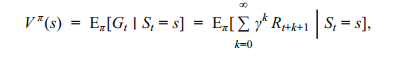 V^π(s) = E_π[G_t | S_t = s] = E_π[∑_{k=0}^{∞} γ^k R_{t+k+1} | S_t = s],